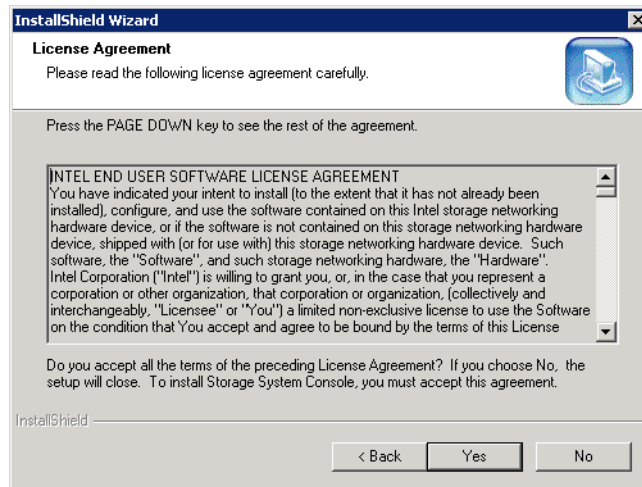 InstallShield Wizard
License Agreement
Please read the following license agreement carefully.
Press the PAGE DOWN key to see the rest of the agreement.
INTEL END USER SOFTWARE LICENSE AGREEMENT
You have indicated your intent to install (to the extent that it has not already been
installed), configure, and use the software contained on this Intel storage networking
hardware device, or if the software is not contained on this storage networking hardware
device, shipped with (or for use with) this storage networking hardware device.  Such
software, the "Software", and such storage networking hardware, the "Hardware".
Intel Corporation ("Intel") is willing to grant you, or, in the case that you represent a
corporation or other organization, that corporation or organization, (collectively and
interchangeably, "Licensee" or "You") a limited non-exclusive license to use the Software
on the condition that You accept and agree to be bound by the terms of this License
Do you accept all the terms of the preceding License Agreement?  If you choose No,  the
setup will close.  To install Storage System Console, you must accept this agreement.
InstallShield
< Back
Yes
No